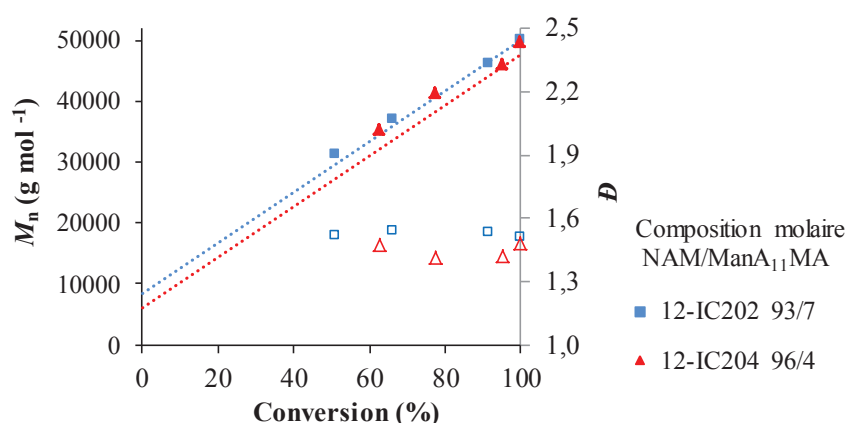 50000
40000
30000
20000
10000
0
Mn (g mol -1)
0 20 40 60 80 100
Conversion (%)
2,5
2,2
1,9
1,6
1,3
1,0
Đ
Composition molaire
NAM/ManA11MA
12-IC202 93/7
12-IC204 96/4